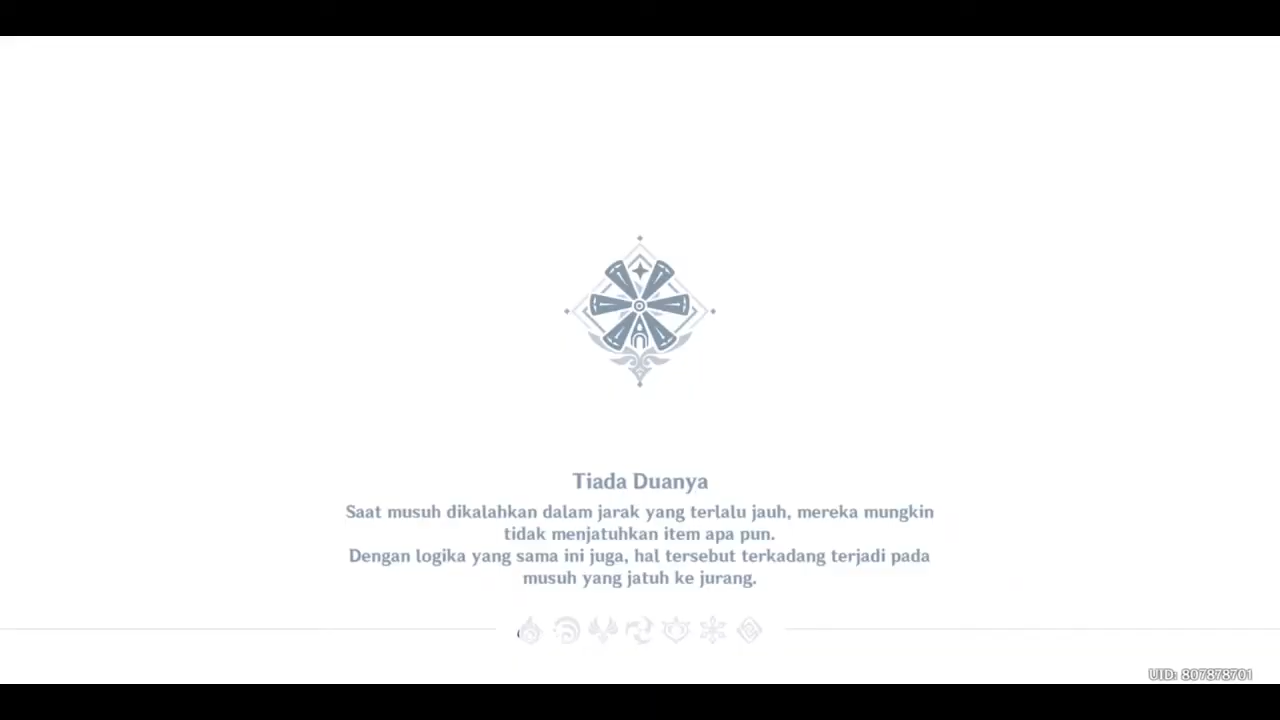 Tiada Duanya
Saat musuh dikalahkan dalam jarak yang terlalu jauh, mereka mungkin
tidak menjatuhkan item apa pun.
Dengan logika yang sama ini juga, hal tersebut terkadang terjadi pada
musuh yang jatuh ke jurang.
UID: 807878701